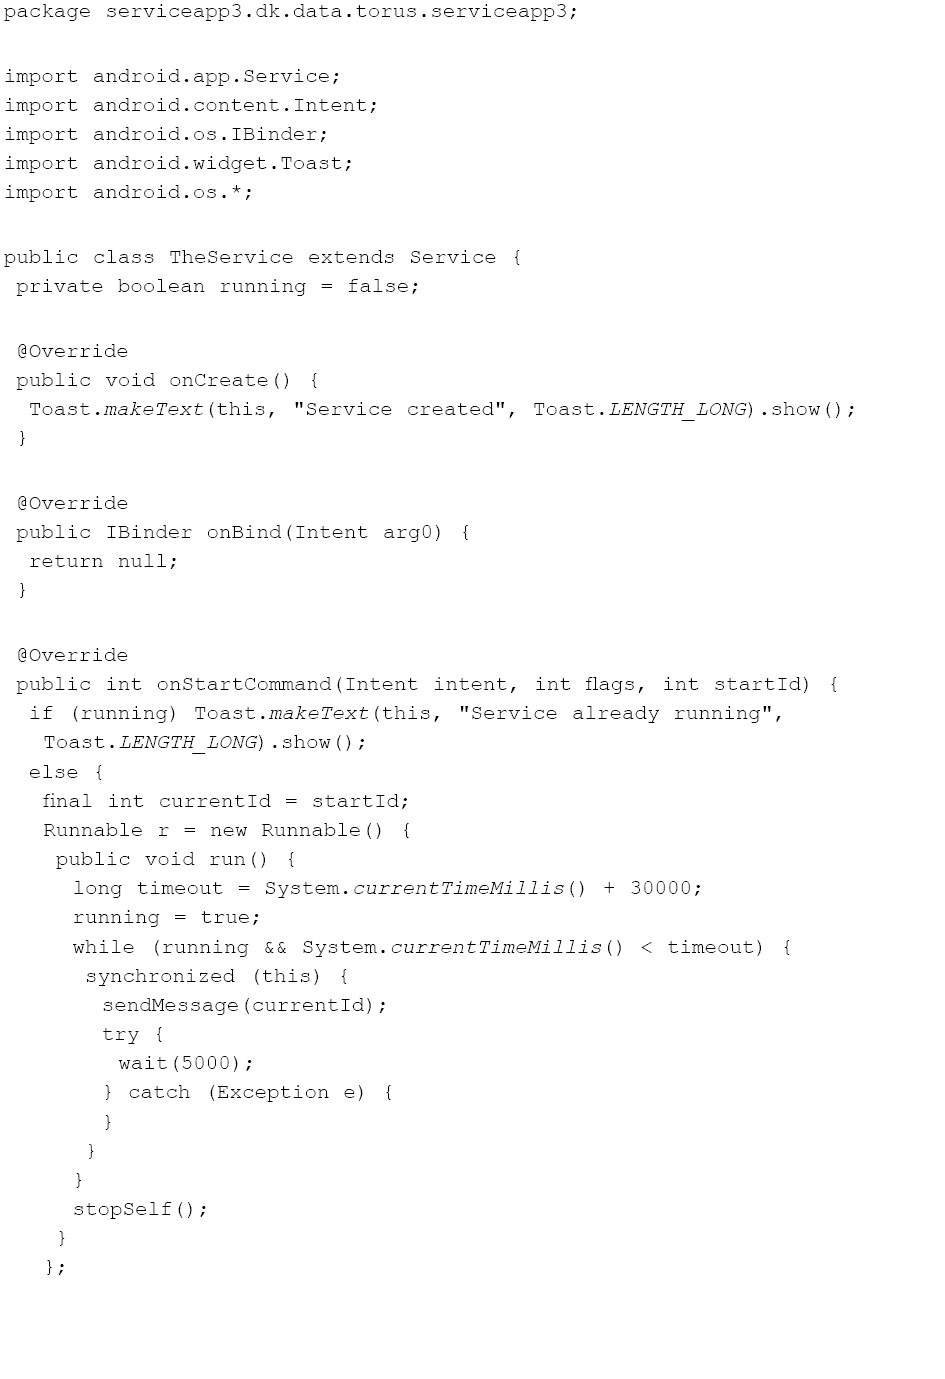 package serviceapp3.dk.data.torus.serviceapp3;
import android.app.Service;
import android.content.Intent;
import android.os.IBinder;
import android.widget.Toast;
import android.os.*;
public class TheService extends Service {
private boolean running = false;
@Override
public void onCreate() {
Toast.makeText(this, "Service created", Toast.LENGTH_LONG).show();
}
@Override
public IBinder onBind(Intent arg0) {
return null;
}
@Override
public int onStartCommand(Intent intent, int flags, int startId) {
if (running) Toast.makeText(this, "Service already running",
Toast.LENGTH_LONG).show();
else {
final int currentId = startId;
Runnable r = new Runnable() {
public void run() {
long timeout = System.currentTimeMillis() + 30000;
running = true;
while (running && System.currentTimeMillis() < timeout) {
synchronized (this) {
sendMessage(currentId);
try {
wait(5000);
} catch (Exception e) {
}
}
}
stopSelf();
}
};